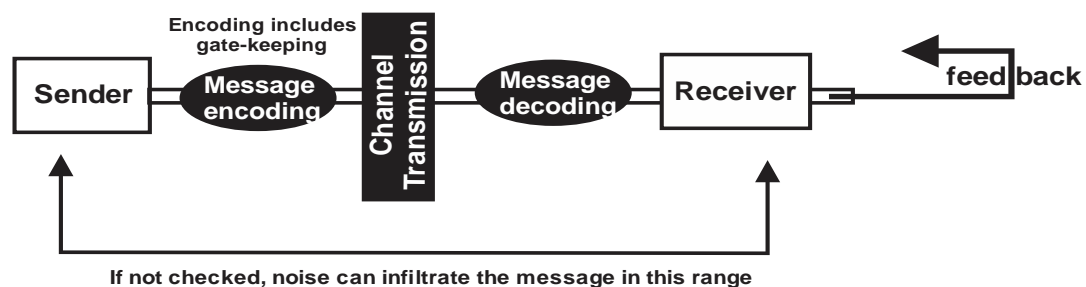 Encoding includes
gate-keeping
Sender
Message
encoding
Channel
Transmission
Message
decoding
Receiver
feed back
If not checked, noise can infiltrate the message in this range